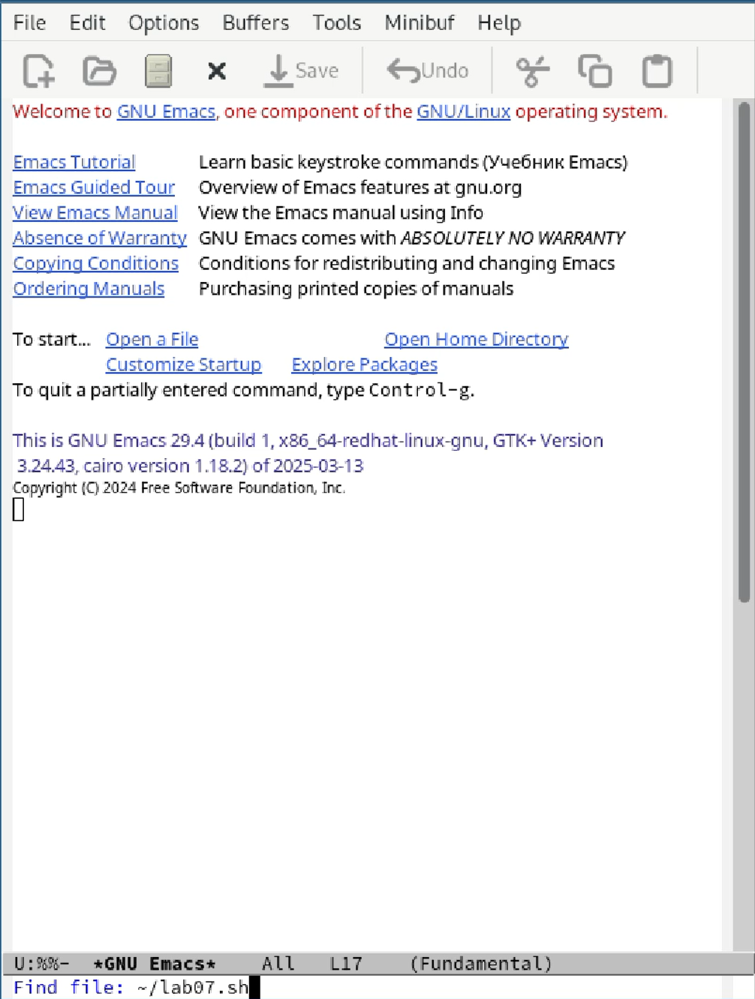 File Edit Options Buffers Tools Minibuf Help
Save Undo
Welcome to GNU Emacs, one component of the GNU/Linux operating system.
Emacs Tutorial Learn basic keystroke commands (Учебник Emacs)
Emacs Guided Tour Overview of Emacs features at gnu.org
View Emacs Manual View the Emacs manual using Info
Absence of Warranty GNU Emacs comes with ABSOLUTELY NO WARRANTY
Copying Conditions Conditions for redistributing and changing Emacs
Ordering Manuals Purchasing printed copies of manuals
To start... Open a File Open Home Directory
Customize Startup Explore Packages
To quit a partially entered command, type Control-g.
This is GNU Emacs 29.4 (build 1, x86_64-redhat-linux-gnu, GTK+ Version
3.24.43, cairo version 1.18.2) of 2025-03-13
Copyright (C) 2024 Free Software Foundation, Inc.
U:%%- *GNU Emacs* All L17 (Fundamental)
Find file: ~/lab07.sh